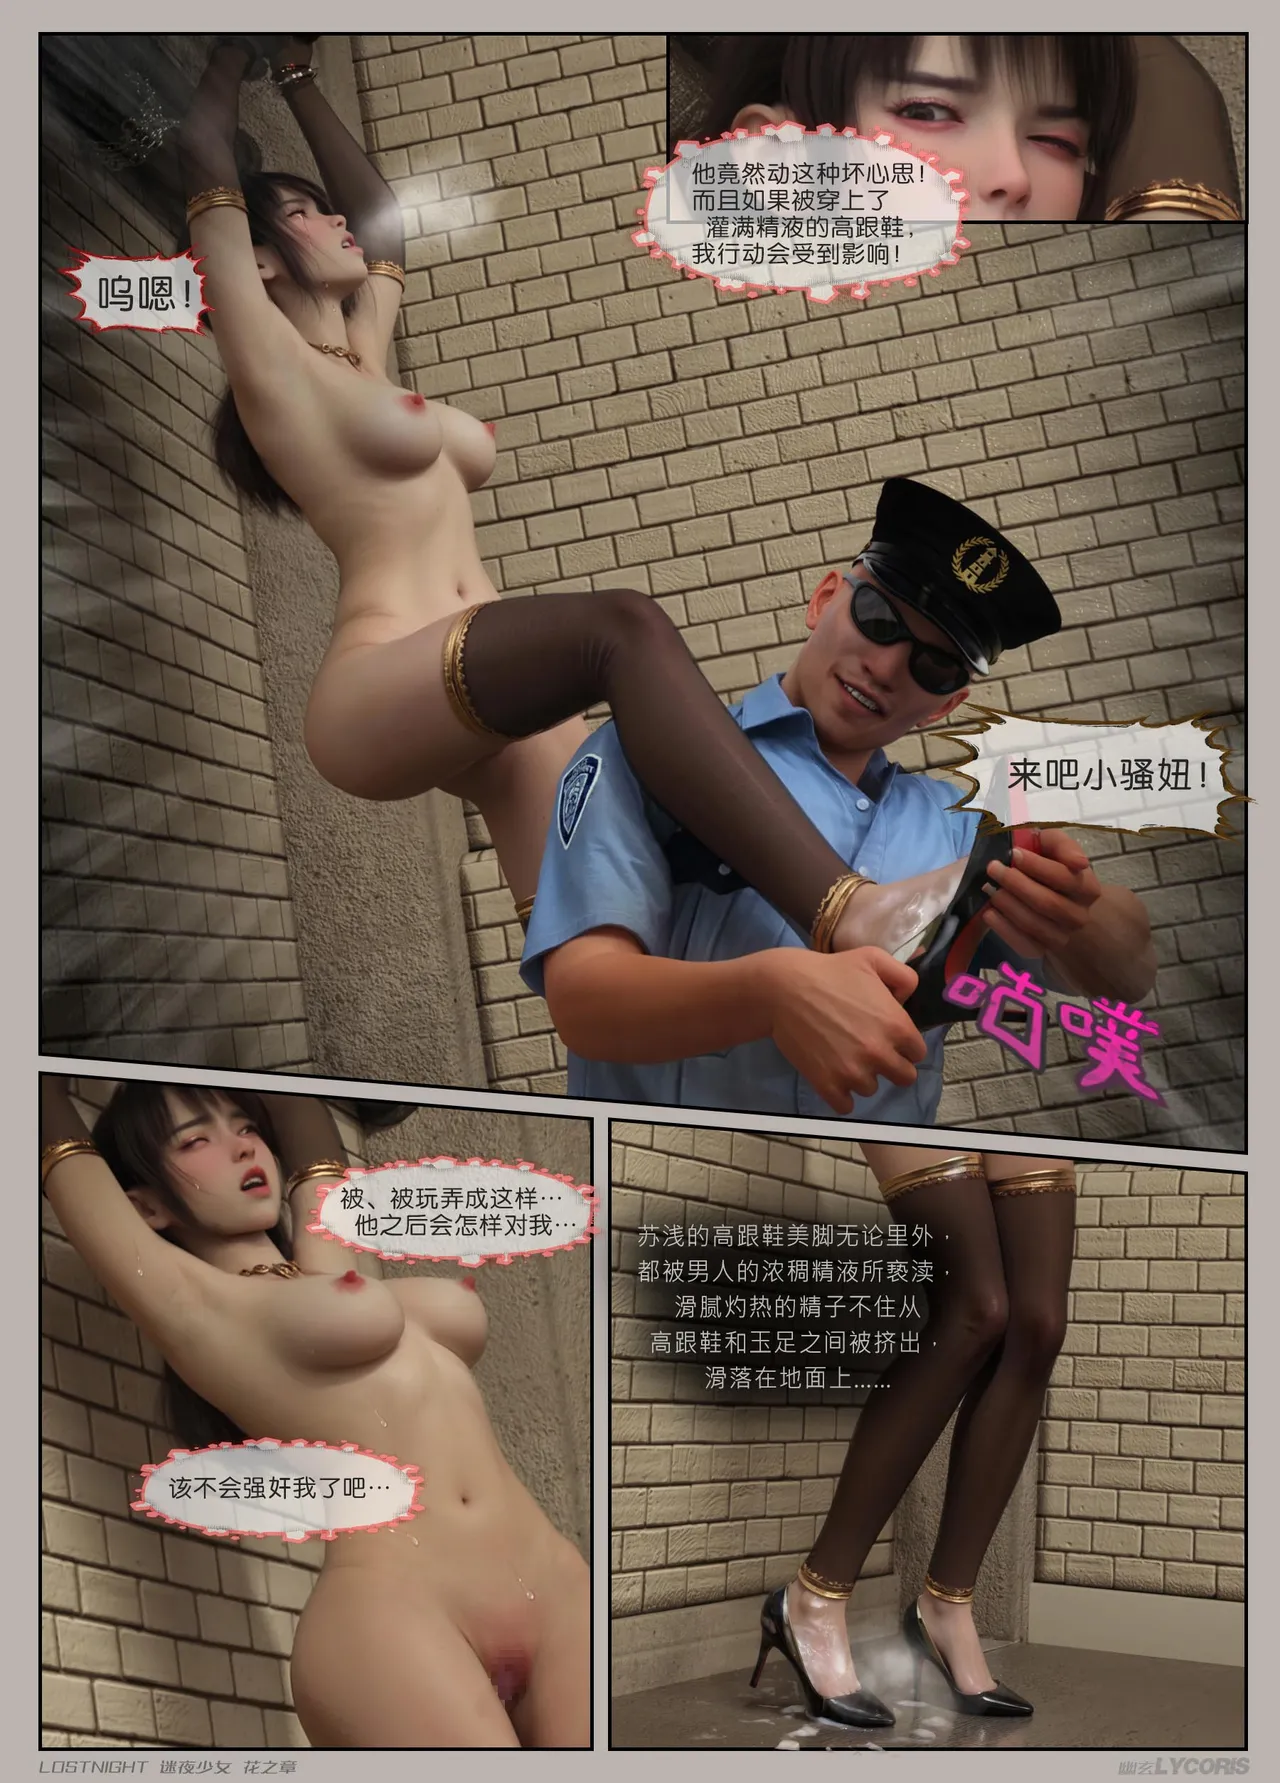 他竟然动这种坏心思！
而且如果被穿上了
灌满精液的高跟鞋，
我行动会受到影响！
呜嗯！
来吧小骚妞！
咕噗
被、被玩弄成这样…
他之后会怎样对我…
该不会强奸我了吧…
苏浅的高跟鞋美脚无论里外，
都被男人的浓稠精液所亵渎，
滑腻灼热的精子不住从
高跟鞋和玉足之间被挤出，
滑落在地面上……
LOSTNIGHT 迷夜少女 花之章
幽玄LYCORIS